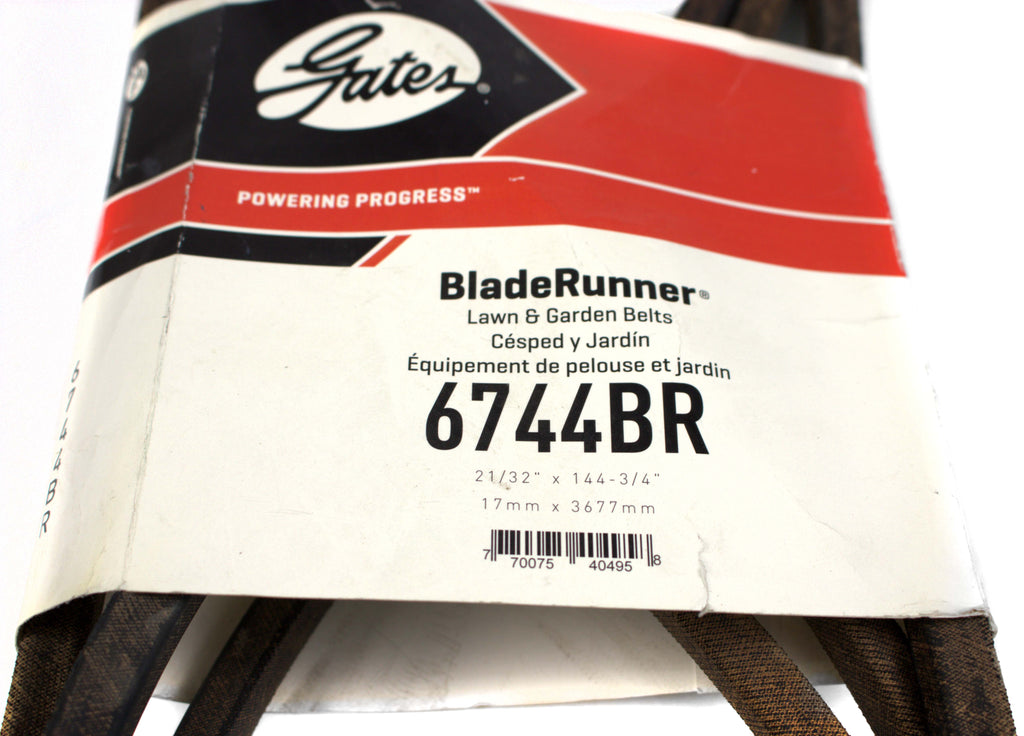 Gates®
POWERING PROGRESS™
BladeRunner®
Lawn & Garden Belts
Césped y Jardín
Équipement de pelouse et jardin
6744BR
21/32" x 144-3/4"
17mm x 3677mm
7 70075 40495 8
6744BR